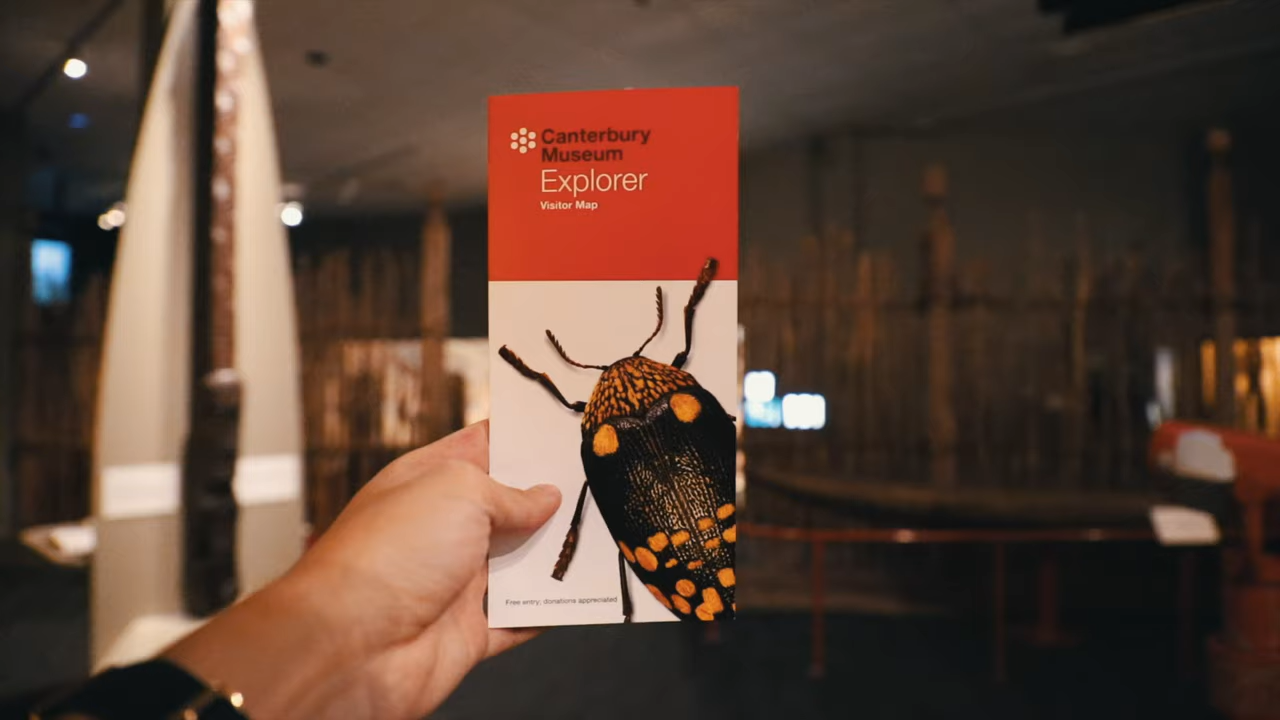 Canterbury
Museum
Explorer
Visitor Map
Free entry; donations appreciated